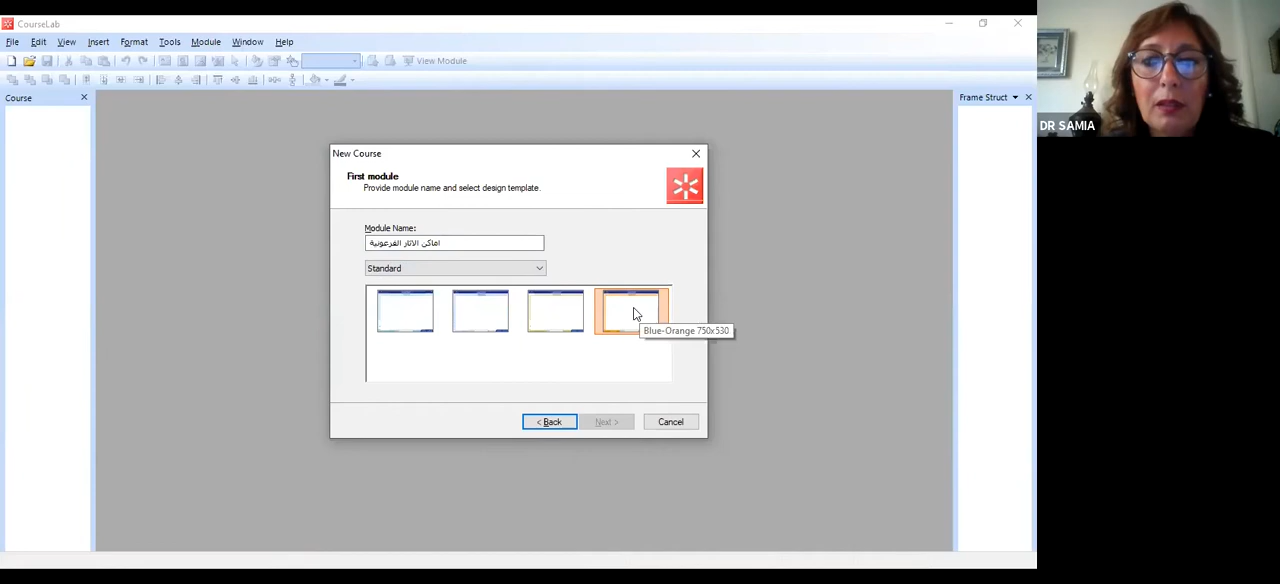 CourseLab
File Edit View Insert Format Tools Module Window Help
View Module
Course
Frame Struct
New Course
First module
Provide module name and select design template.
Module Name:
اماكن الاثار الفرعونية
Standard
Blue-Orange 750x530
< Back
Next >
Cancel
DR SAMIA